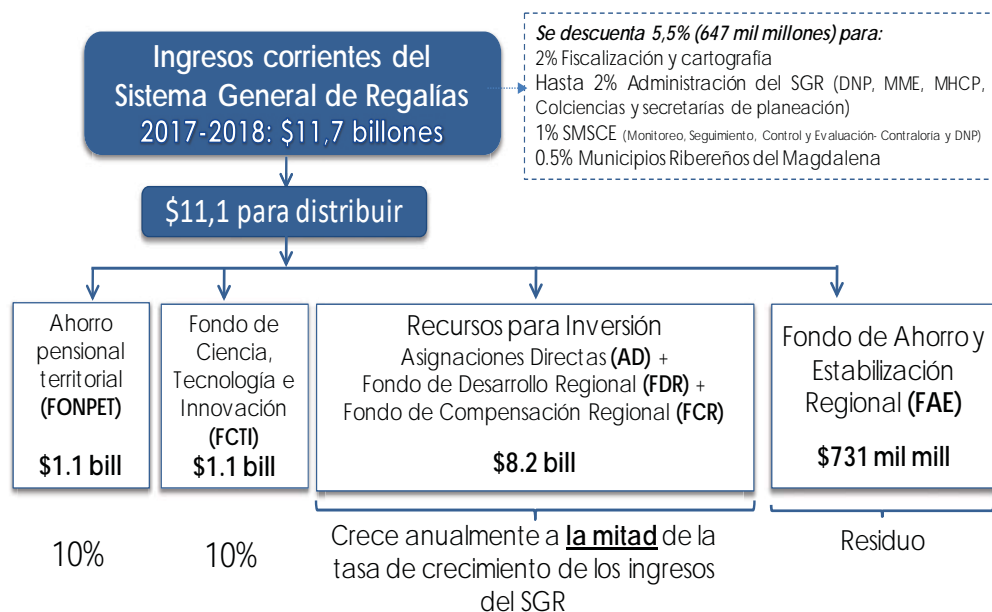 Ingresos corrientes del
Sistema General de Regalías
2017-2018: $11,7 billones
Se descuenta 5,5% (647 mil millones) para:
2% Fiscalización y cartografía
Hasta 2% Administración del SGR (DNP, MME, MHCP,
Colciencias y secretarías de planeación)
1% SMSCE (Monitoreo, Seguimiento, Control y Evaluación- Contraloría y DNP)
0.5% Municipios Ribereños del Magdalena
$11,1 para distribuir
Ahorro
pensional
territorial
(FONPET)
$1.1 bill
Fondo de
Ciencia,
Tecnología e
Innovación
(FCTI)
$1.1 bill
Recursos para Inversión
Asignaciones Directas (AD) +
Fondo de Desarrollo Regional (FDR) +
Fondo de Compensación Regional (FCR)
$8.2 bill
Fondo de Ahorro y
Estabilización
Regional (FAE)
$731 mil mill
10%
10%
Crece anualmente a la mitad de la
tasa de crecimiento de los ingresos
del SGR
Residuo